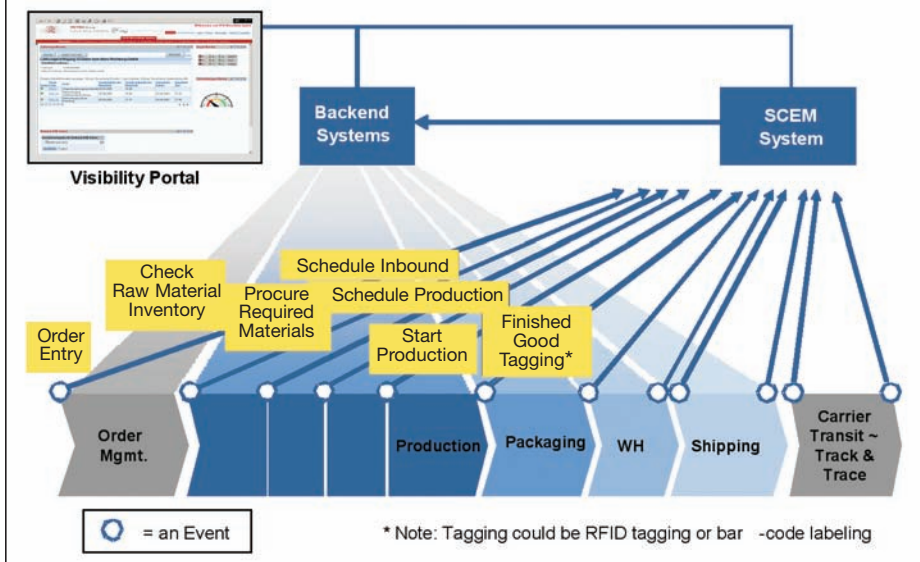 Visibility Portal
Backend
Systems
SCEM
System
Order
Entry
Check
Raw Material
Inventory
Procure
Required
Materials
Schedule Inbound
Schedule Production
Start
Production
Finished
Good
Tagging*
Order
Mgmt.
Production
Packaging
WH
Shipping
Carrier
Transit ~
Track &
Trace
= an Event
* Note: Tagging could be RFID tagging or bar -code labeling